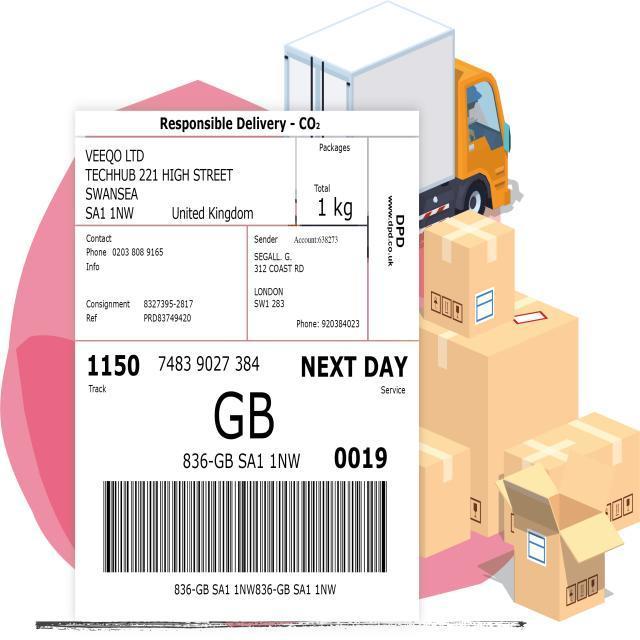 Responsible Delivery - CO₂
VEEQO LTD
TECHHUB 221 HIGH STREET
SWANSEA
SA1 1NW United Kingdom
Packages
Total
1 kg
DPD
www.dpd.co.uk
Contact
Phone 0203 808 9165
Info
Consignment 8327395-2817
Ref PRD83749420
Sender Account:638273
SEGALL. G.
312 COAST RD
LONDON
SW1 283
Phone: 920384023
1150 7483 9027 384 NEXT DAY
Track Service
GB
836-GB SA1 1NW 0019
836-GB SA1 1NW836-GB SA1 1NW